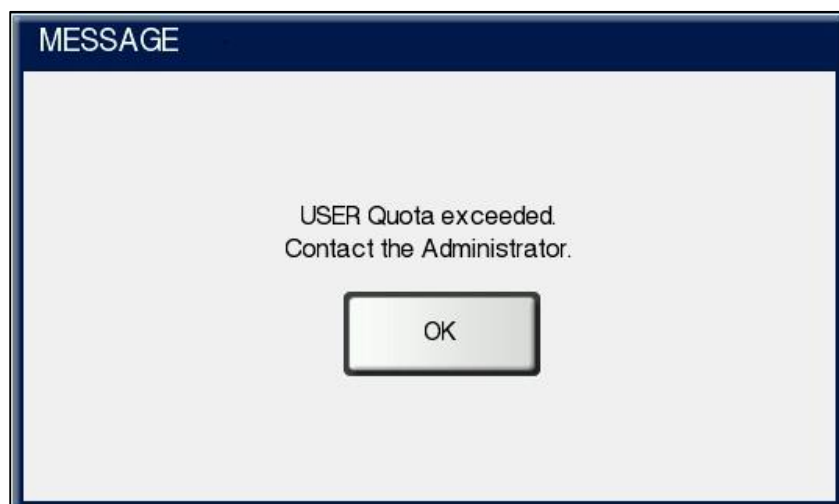 MESSAGE
USER Quota exceeded.
Contact the Administrator.
OK